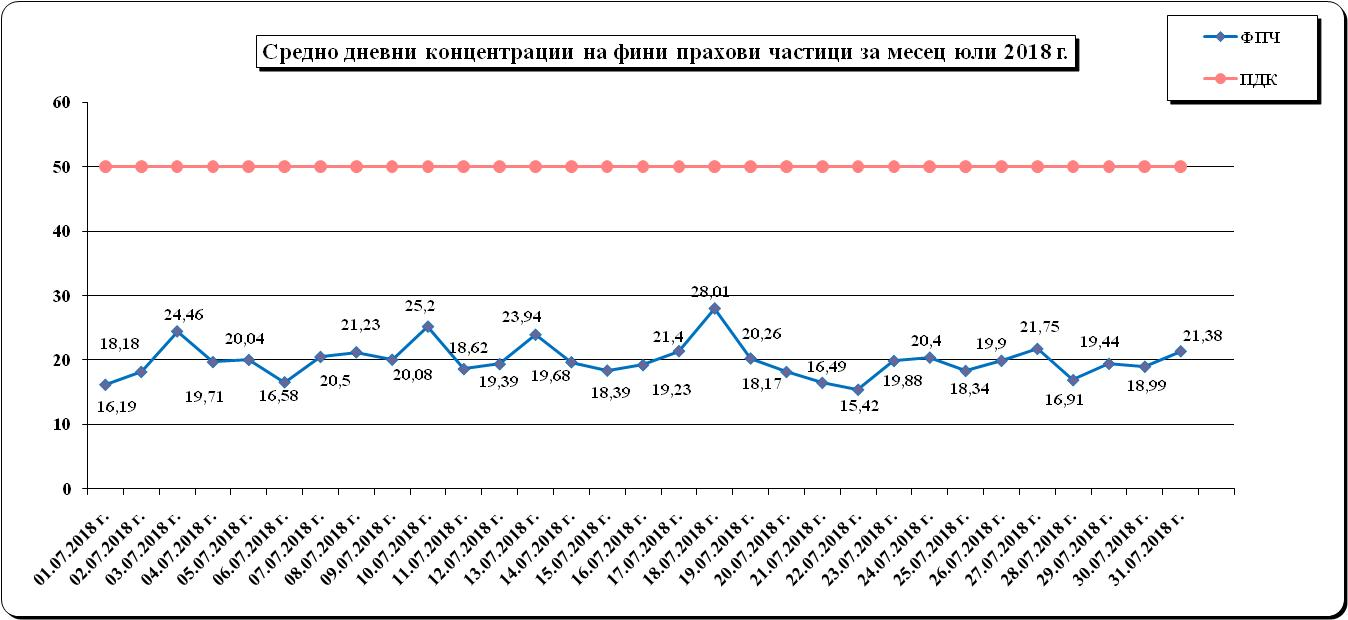 Средно дневни концентрации на фини прахови частици за месец юли 2018 г.
ФПЧ
ПДК
60
50
40
30
20
10
0
16,19
18,18
24,46
19,71
20,04
16,58
20,5
21,23
20,08
25,2
18,62
19,39
23,94
19,68
18,39
19,23
21,4
28,01
20,26
18,17
16,49
15,42
19,88
20,4
18,34
19,9
21,75
16,91
19,44
18,99
21,38
01.07.2018 г.
02.07.2018 г.
03.07.2018 г.
04.07.2018 г.
05.07.2018 г.
06.07.2018 г.
07.07.2018 г.
08.07.2018 г.
09.07.2018 г.
10.07.2018 г.
11.07.2018 г.
12.07.2018 г.
13.07.2018 г.
14.07.2018 г.
15.07.2018 г.
16.07.2018 г.
17.07.2018 г.
18.07.2018 г.
19.07.2018 г.
20.07.2018 г.
21.07.2018 г.
22.07.2018 г.
23.07.2018 г.
24.07.2018 г.
25.07.2018 г.
26.07.2018 г.
27.07.2018 г.
28.07.2018 г.
29.07.2018 г.
30.07.2018 г.
31.07.2018 г.